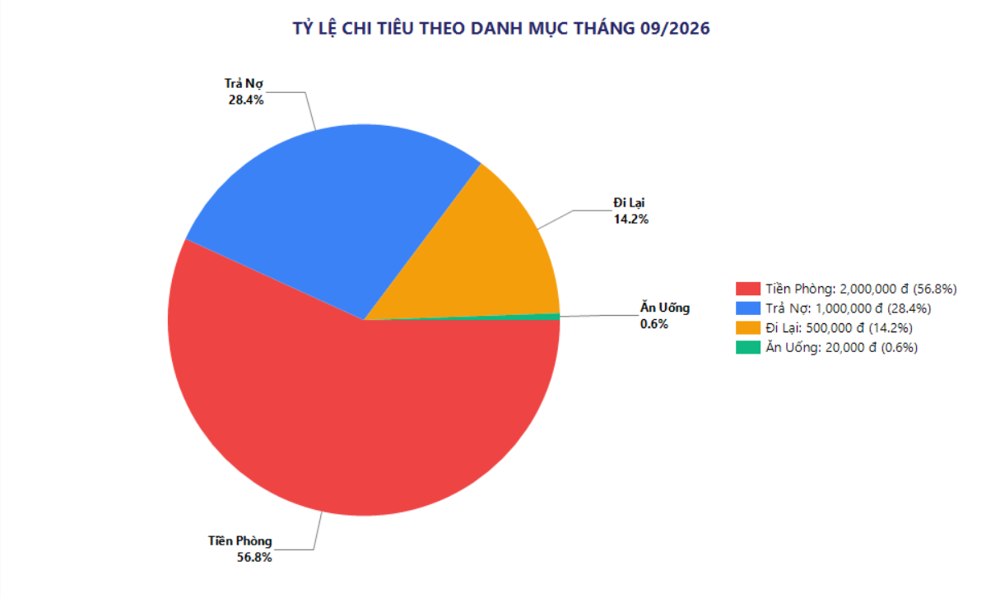 TỶ LỆ CHI TIÊU THEO DANH MỤC THÁNG 09/2026
Trả Nợ
28.4%
Đi Lại
14.2%
Ăn Uống
0.6%
Tiền Phòng
56.8%
Tiền Phòng: 2,000,000 đ (56.8%)
Trả Nợ: 1,000,000 đ (28.4%)
Đi Lại: 500,000 đ (14.2%)
Ăn Uống: 20,000 đ (0.6%)